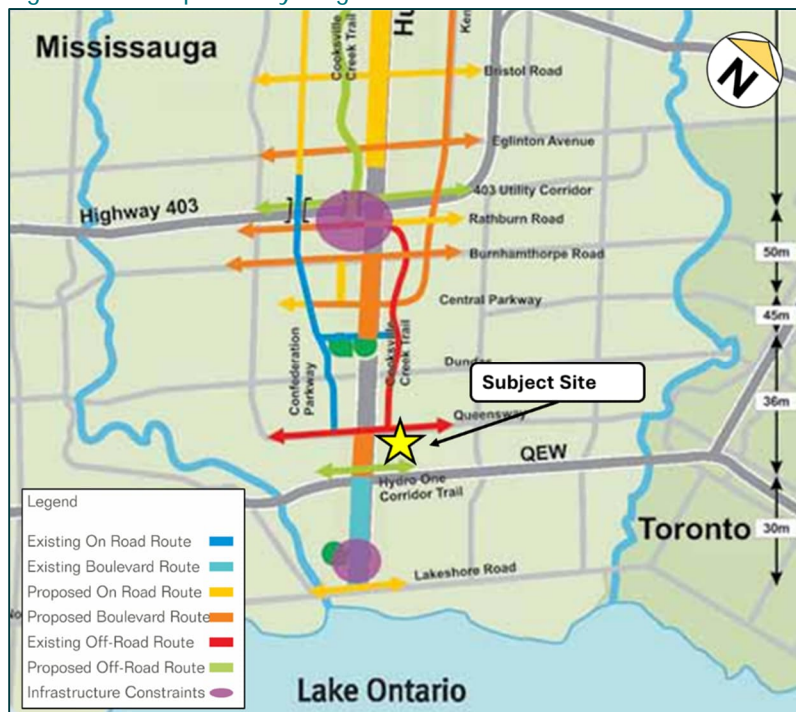 Mississauga
Cooksville
Creek Trail
Hu
Ken
N
Bristol Road
Eglinton Avenue
403 Utility Corridor
Highway 403
Rathburn Road
Burnhamthorpe Road
50m
Central Parkway
45m
Confederation
Parkway
Cooksville
Creek Trail
Dundas
Subject Site
36m
Queensway
QEW
Hydro One
Corridor Trail
Toronto
30m
Lakeshore Road
Lake Ontario
Legend
Existing On Road Route
Existing Boulevard Route
Proposed On Road Route
Proposed Boulevard Route
Existing Off-Road Route
Proposed Off-Road Route
Infrastructure Constraints